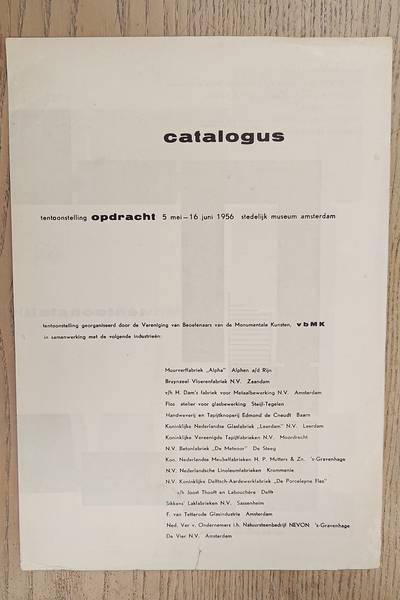 catalogus
tentoonstelling opdracht 5 mei–16 juni 1956 stedelijk museum amsterdam
tentoonstelling georganiseerd door de Vereniging van Beoefenaars van de Monumentale Kunsten, vbMK
in samenwerking met de volgende industrieën:
Muurverffabriek „Alpha” Alphen a/d Rijn
Bruynzeel Vloerenfabriek N.V. Zaandam
v/h H. Dam's fabriek voor Metaalbewerking N.V. Amsterdam
Flos atelier voor glasbewerking Steijl-Tegelen
Handweverij en Tapijtknoperij Edmond de Cneudt Baarn
Koninklijke Nederlandse Glasfabriek „Leerdam” N.V. Leerdam
Koninklijke Vereenigde Tapijtfabrieken N.V. Moordrecht
N.V. Betonfabriek „De Meteoor” De Steeg
Kon. Nederlandse Meubelfabrieken H. P. Mutters & Zn. 's-Gravenhage
N.V. Nederlandsche Linoleumfabrieken Krommenie
N.V. Koninklijke Delftsch-Aardewerkfabriek „De Porceleyne Fles”
v/h Joost Thooft en Labouchère Delft
Sikkens' Lakfabrieken N.V. Sassenheim
F. van Tetterode Glasindustrie Amsterdam
Ned. Ver v. Ondernemers i.h. Natuursteenbedrijf NEVON 's-Gravenhage
De Vier N.V. Amsterdam